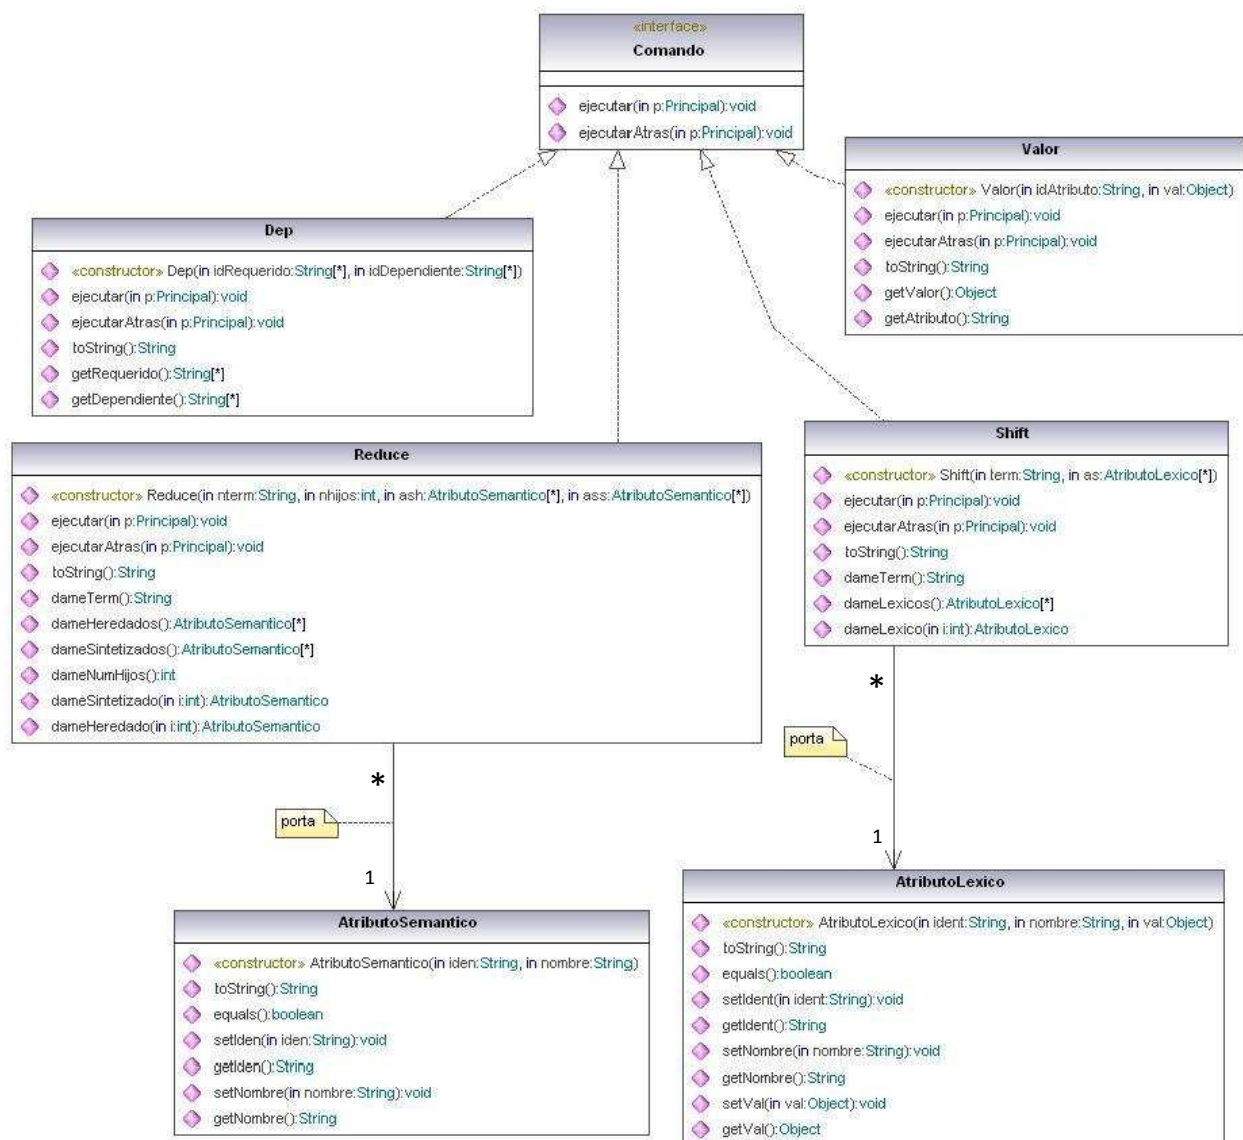 «interface»
Comando
ejecutar(in p:Principal):void
ejecutarAtras(in p:Principal):void
Valor
«constructor» Valor(in idAtributo:String, in val:Object)
ejecutar(in p:Principal):void
ejecutarAtras(in p:Principal):void
toString():String
getValor():Object
getAtributo():String
Dep
«constructor» Dep(in idRequerido:String[*], in idDependiente:String[*])
ejecutar(in p:Principal):void
ejecutarAtras(in p:Principal):void
toString():String
getRequerido():String[*]
getDependiente():String[*]
Reduce
«constructor» Reduce(in nterm:String, in nhijos:int, in ash:AtributoSemantico[*], in ass:AtributoSemantico[*])
ejecutar(in p:Principal):void
ejecutarAtras(in p:Principal):void
toString():String
dameTerm():String
dameHeredados():AtributoSemantico[*]
dameSintetizados():AtributoSemantico[*]
dameNumHijos():int
dameSintetizado(in i:int):AtributoSemantico
dameHeredado(in i:int):AtributoSemantico
Shift
«constructor» Shift(in term:String, in as:AtributoLexico[*])
ejecutar(in p:Principal):void
ejecutarAtras(in p:Principal):void
toString():String
dameTerm():String
dameLexicos():AtributoLexico[*]
dameLexico(in i:int):AtributoLexico
*
porta
1
*
porta
1
AtributoSemantico
«constructor» AtributoSemantico(in iden:String, in nombre:String)
toString():String
equals():boolean
setIden(in iden:String):void
getIden():String
setNombre(in nombre:String):void
getNombre():String
AtributoLexico
«constructor» AtributoLexico(in ident:String, in nombre:String, in val:Object)
toString():String
equals():boolean
setIdent(in ident:String):void
getIdent():String
setNombre(in nombre:String):void
getNombre():String
setVal(in val:Object):void
getVal():Object